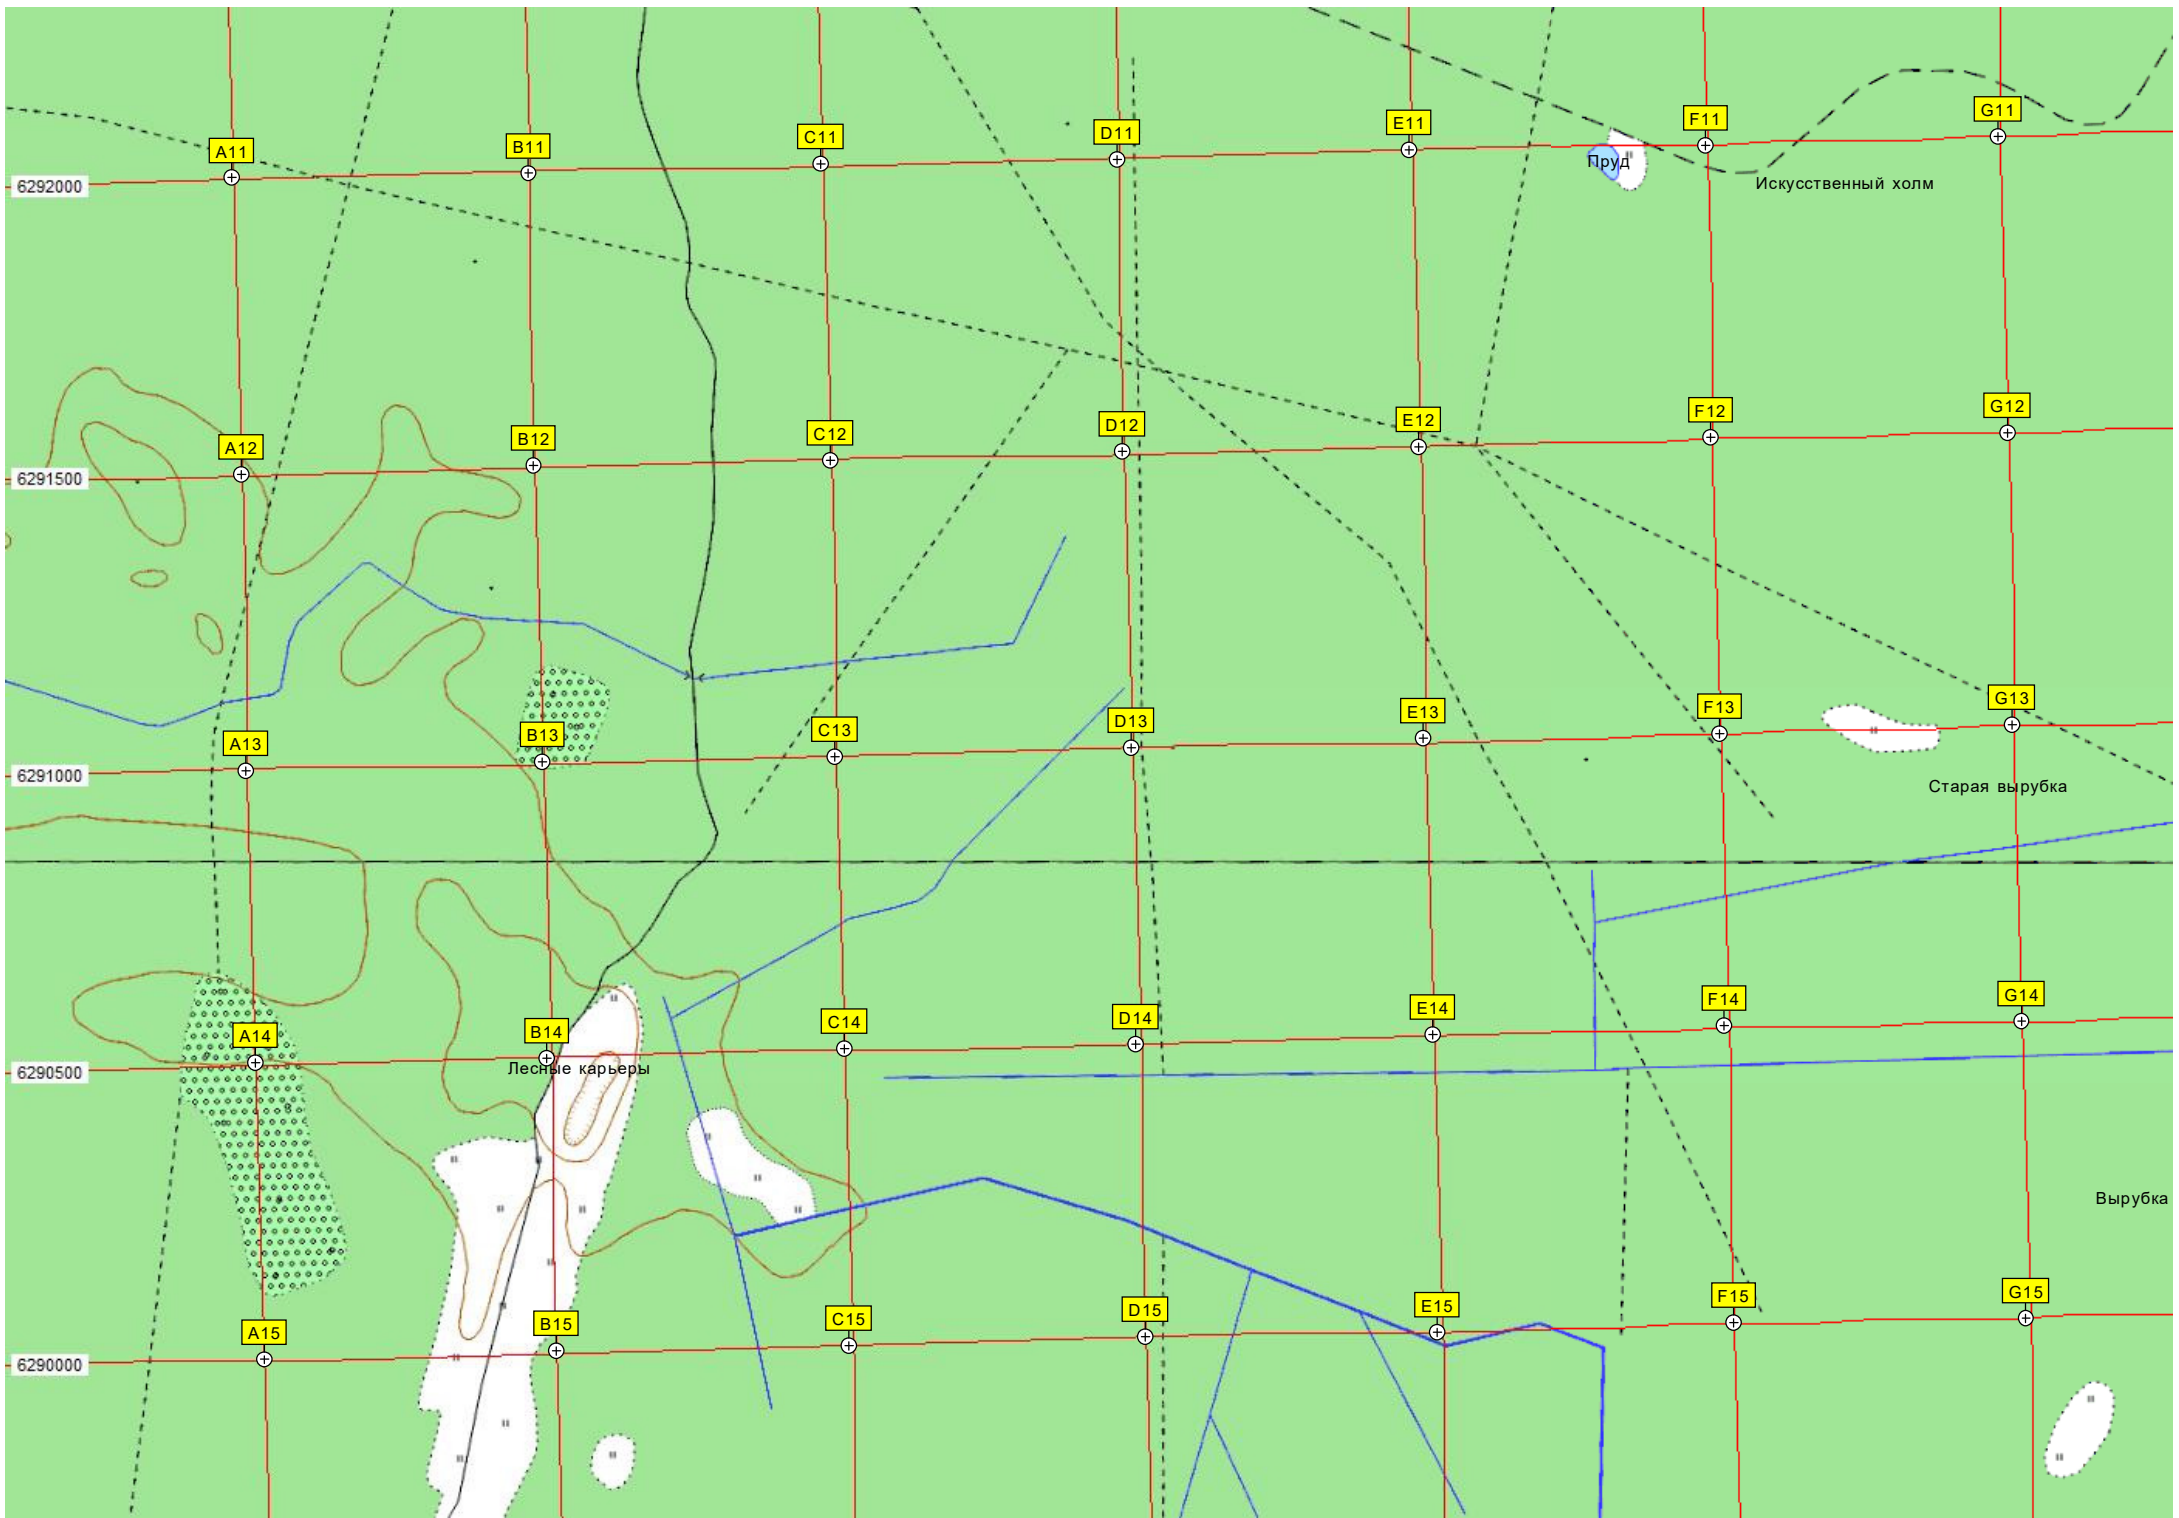 G11
F11
E11
D11
C11
B11
A11
Пруд
Искусственный холм
6292000
G12
F12
E12
D12
C12
B12
A12
6291500
G13
F13
E13
D13
C13
B13
A13
6291000
Старая вырубка
G14
F14
E14
D14
C14
B14
A14
Лесные карьеры
6290500
Вырубка
G15
F15
E15
D15
C15
B15
A15
6290000